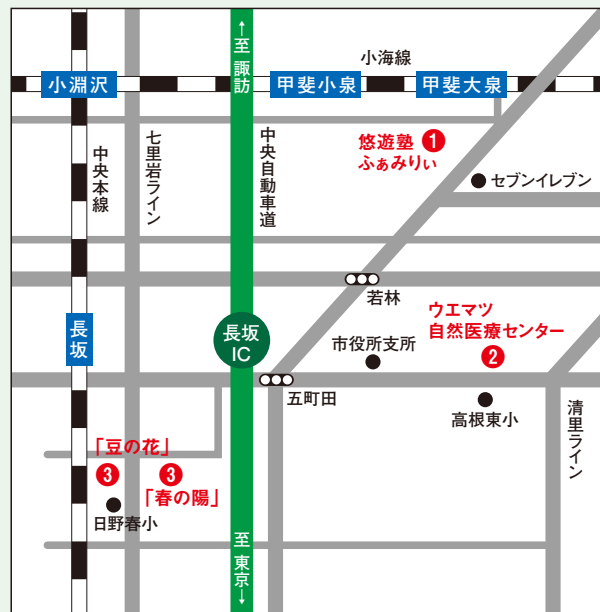 ←至 諏訪
小海線
小淵沢
甲斐小泉
甲斐大泉
中央本線
七里岩ライン
中央自動車道
悠遊塾 1
ふぁみりぃ
セブンイレブン
若林
長坂
長坂
IC
市役所支所
ウエマツ
自然医療センター
2
五町田
高根東小
清里ライン
「豆の花」
3
3
「春の陽」
日野春小
至 東京→